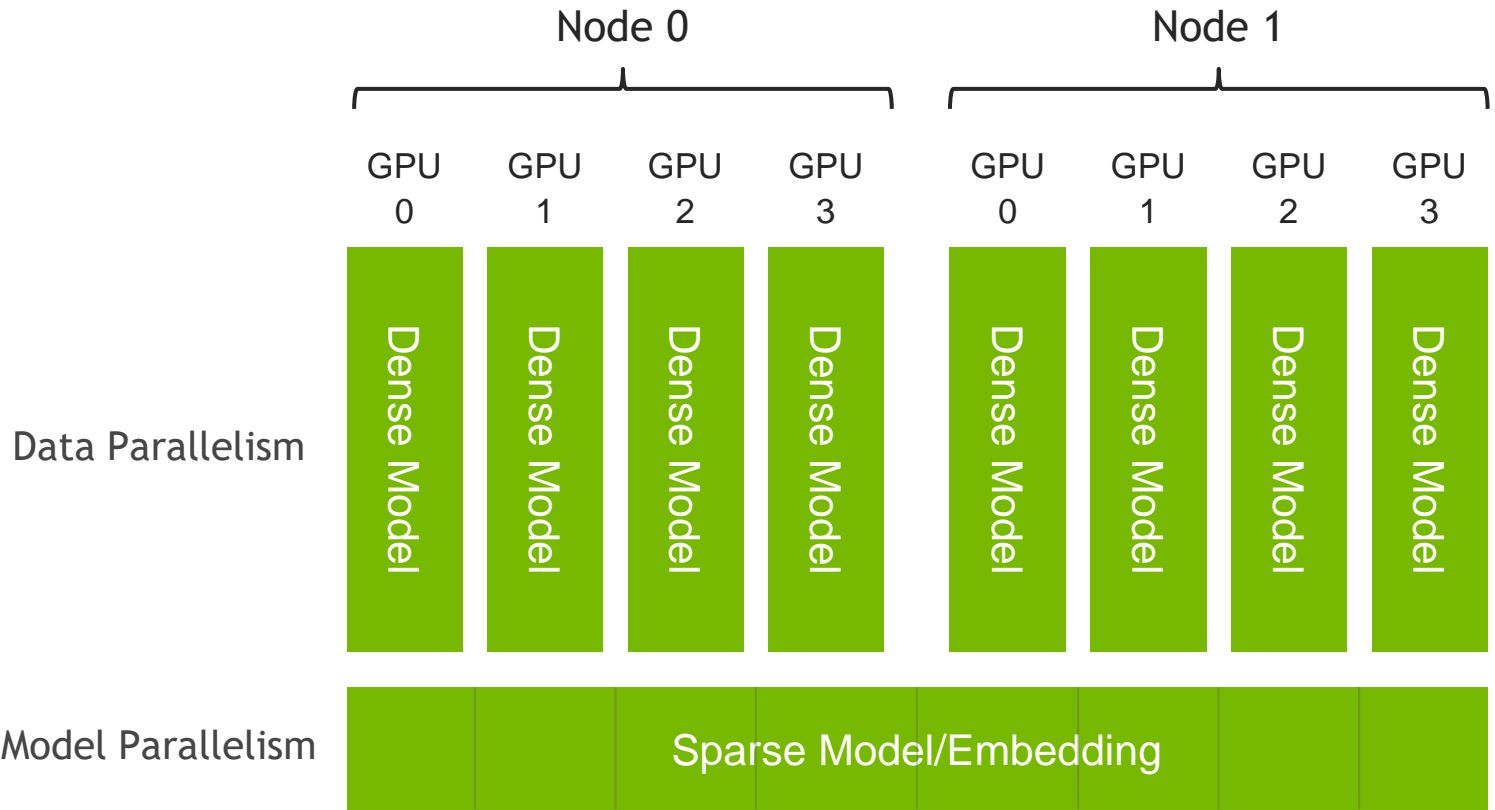 Node 0
Node 1
GPU
0
GPU
1
GPU
2
GPU
3
GPU
0
GPU
1
GPU
2
GPU
3
Data Parallelism
Dense Model
Dense Model
Dense Model
Dense Model
Dense Model
Dense Model
Dense Model
Dense Model
Model Parallelism
Sparse Model/Embedding